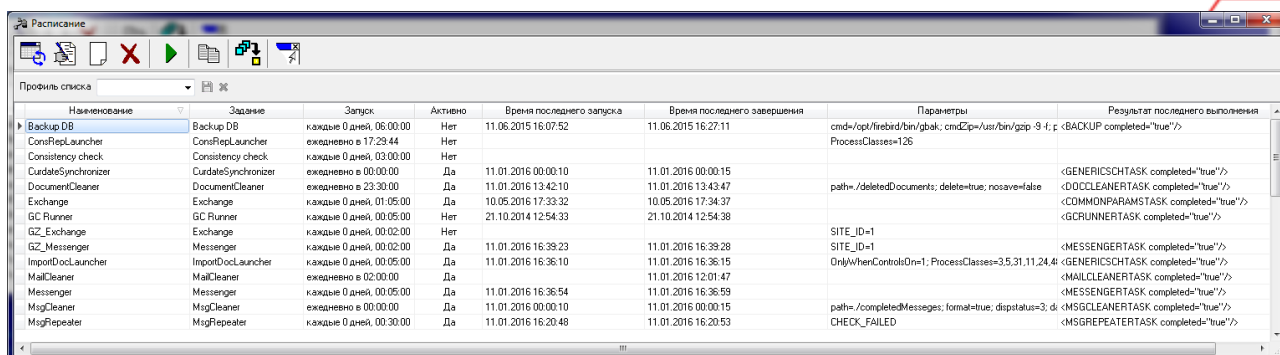 Расписание
Профиль списка
Наименование Задание Запуск Активно Время последнего запуска Время последнего завершения Параметры Результат последнего выполнения
Backup DB Backup DB каждые 0 дней, 06:00:00 Нет 11.06.2015 16:07:52 11.06.2015 16:27:11 cmd=/opt/firebird/bin/gbak; cmdZip=/usr/bin/gzip -9 -f; p <BACKUP completed="true"/>
ConsRepLauncher ConsRepLauncher ежедневно в 17:29:44 Нет ProcessClasses=126
Consistency check Consistency check каждые 0 дней, 03:00:00 Нет
CurdateSynchronizer CurdateSynchronizer ежедневно в 00:00:00 Да 11.01.2016 00:00:10 11.01.2016 00:00:15 <GENERICSCHTASK completed="true"/>
DocumentCleaner DocumentCleaner ежедневно в 23:30:00 Да 11.01.2016 13:42:10 11.01.2016 13:43:47 path=./deletedDocuments; delete=true; nosave=false <DOCCLEANERTASK completed="true"/>
Exchange Exchange каждые 0 дней, 01:05:00 Да 10.05.2016 17:33:32 10.05.2016 17:34:37 <COMMONPARAMSTASK completed="true"/>
GC Runner GC Runner каждые 0 дней, 00:05:00 Нет 21.10.2014 12:54:33 21.10.2014 12:54:38 <GCRUNNERTASK completed="true"/>
GZ_Exchange Exchange каждые 0 дней, 00:02:00 Нет SITE_ID=1
GZ_Messenger Messenger каждые 0 дней, 00:02:00 Да 11.01.2016 16:39:23 11.01.2016 16:39:28 SITE_ID=1 <MESSENGERTASK completed="true"/>
ImportDocLauncher ImportDocLauncher каждые 0 дней, 00:05:00 Да 11.01.2016 16:36:10 11.01.2016 16:36:15 OnlyWhenControlsOn=1; ProcessClasses=3,5,31,11,24,48 <GENERICSCHTASK completed="true"/>
MailCleaner MailCleaner ежедневно в 02:00:00 Да 11.01.2016 12:01:47 <MAILCLEANERTASK completed="true"/>
Messenger Messenger каждые 0 дней, 00:05:00 Да 11.01.2016 16:36:54 11.01.2016 16:36:59 <MESSENGERTASK completed="true"/>
MsgCleaner MsgCleaner ежедневно в 00:00:00 Да 11.01.2016 00:00:10 11.01.2016 00:00:15 path=./completedMesseges; format=true; dispstatus=3; da <MSGCLEANERTASK completed="true"/>
MsgRepeater MsgRepeater каждые 0 дней, 00:30:00 Да 11.01.2016 16:20:48 11.01.2016 16:20:53 CHECK_FAILED <MSGREPEATERTASK completed="true"/>